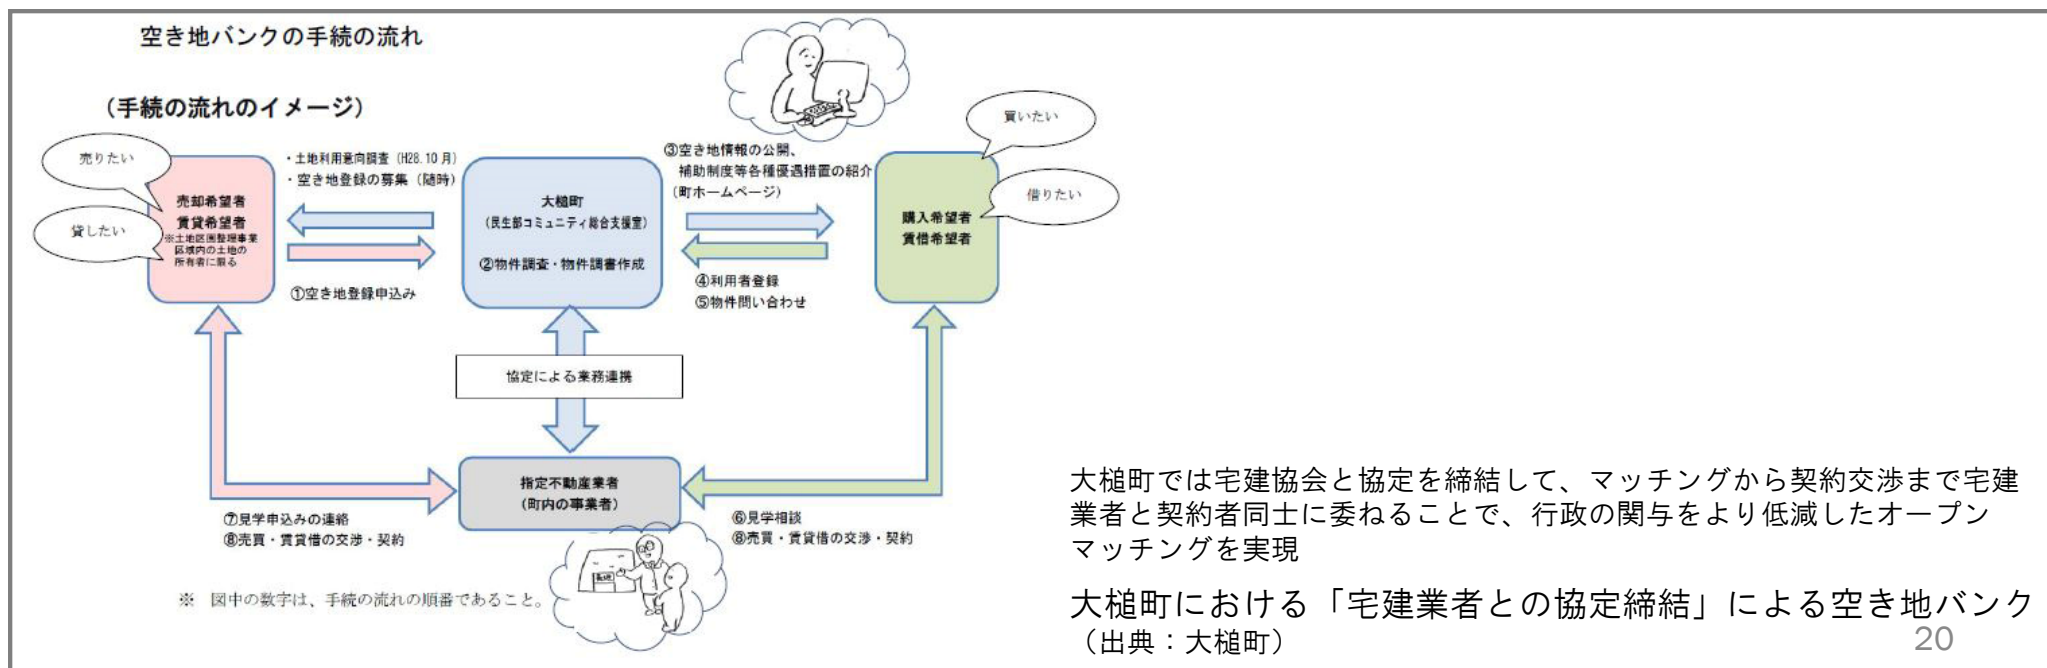 空き地バンクの手続の流れ
（手続の流れのイメージ）
売りたい
貸したい
売却希望者
賃貸希望者
※土地区画整理事業
区域内の土地の
所有者に限る
・土地利用意向調査（H28.10月）
・空き地登録の募集（随時）
①空き地登録申込み
大槌町
（民生部コミュニティ総合支援室）
②物件調査・物件調書作成
③空き地情報の公開、
補助制度等各種優遇措置の紹介
（町ホームページ）
④利用者登録
⑤物件問い合わせ
買いたい
借りたい
購入希望者
賃借希望者
協定による業務連携
指定不動産業者
（町内の事業者）
⑦見学申込みの連絡
⑧売買・賃貸借の交渉・契約
⑥見学相談
⑧売買・賃貸借の交渉・契約
※　図中の数字は、手続の流れの順番であること。
大槌町では宅建協会と協定を締結して、マッチングから契約交渉まで宅建
業者と契約者同士に委ねることで、行政の関与をより低減したオープン
マッチングを実現
大槌町における「宅建業者との協定締結」による空き地バンク
（出典：大槌町）
20